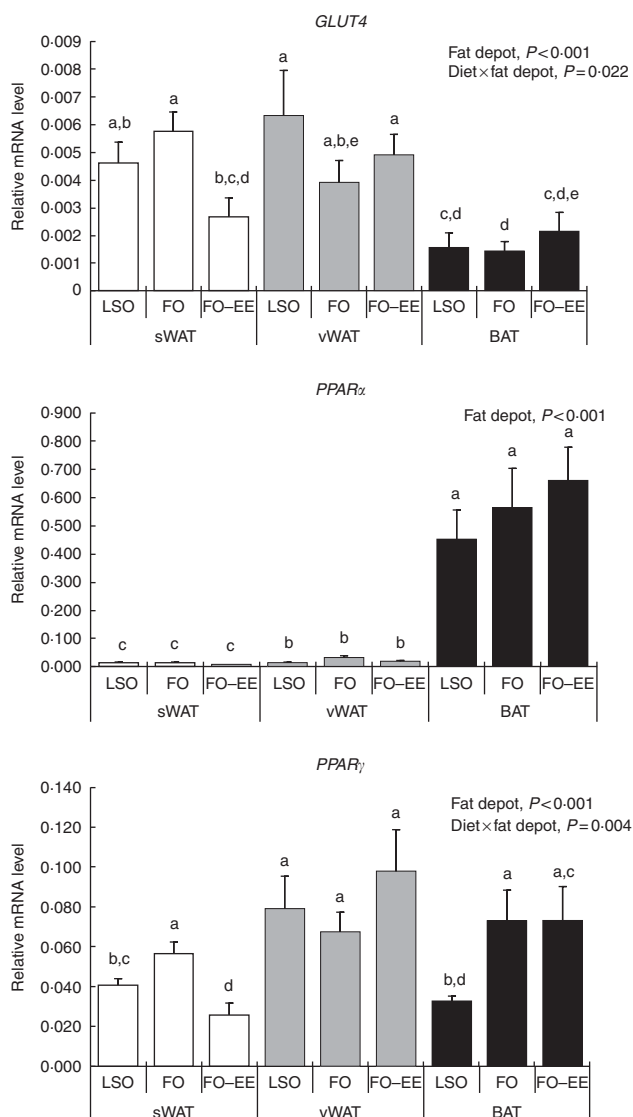 GLUT4
0·009
0·008
0·007
0·006
0·005
0·004
0·003
0·002
0·001
0
Relative mRNA level
Fat depot, P<0·001
Diet×fat depot, P=0·022
a,b
a
b,c,d
a
a,b,e
a
c,d
d
c,d,e
LSO FO FO–EE LSO FO FO–EE LSO FO FO–EE
sWAT vWAT BAT
PPARα
0·900
0·800
0·700
0·600
0·500
0·400
0·300
0·200
0·100
0·000
Relative mRNA level
Fat depot, P<0·001
c
c
c
b
b
b
a
a
a
LSO FO FO–EE LSO FO FO–EE LSO FO FO–EE
sWAT vWAT BAT
PPARγ
0·140
0·120
0·100
0·080
0·060
0·040
0·020
0·000
Relative mRNA level
Fat depot, P<0·001
Diet×fat depot, P=0·004
b,c
a
d
a
a
a
b,d
a
a,c
LSO FO FO–EE LSO FO FO–EE LSO FO FO–EE
sWAT vWAT BAT